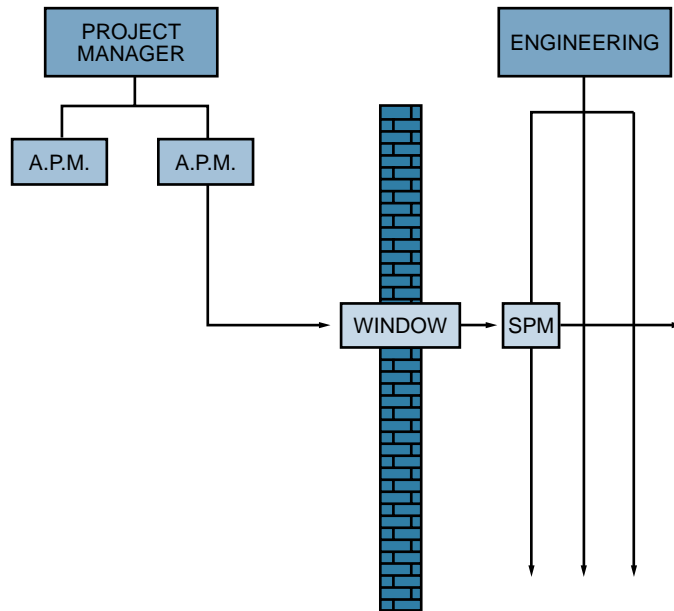 PROJECT
MANAGER
ENGINEERING
A.P.M.
A.P.M.
WINDOW
SPM